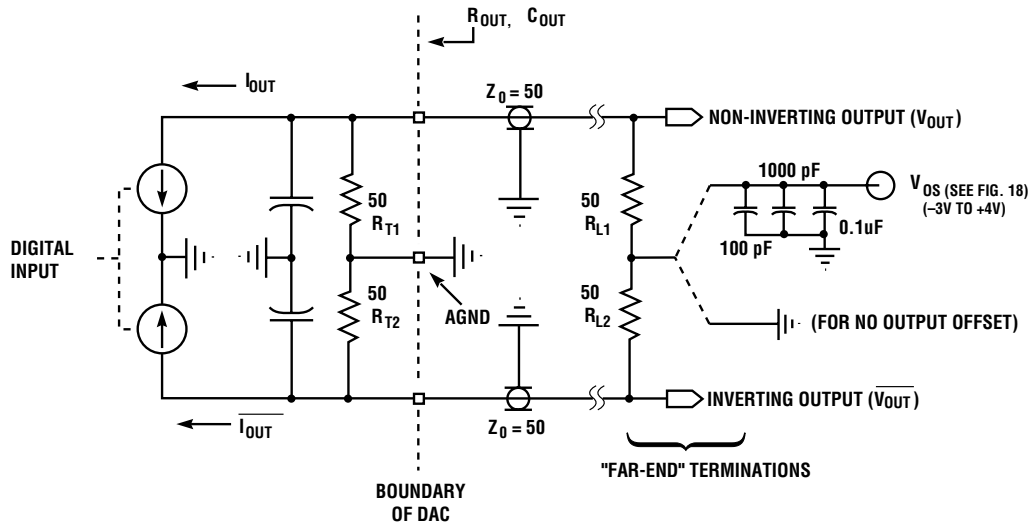 R_OUT, C_OUT
I_OUT
Z_0 = 50
NON-INVERTING OUTPUT (V_OUT)
1000 pF
V_OS (SEE FIG. 18)
(–3V TO +4V)
50
R_T1
50
R_L1
0.1uF
100 pF
DIGITAL
INPUT
50
R_T2
AGND
50
R_L2
(FOR NO OUTPUT OFFSET)
I̅_O̅U̅T̅
Z_0 = 50
INVERTING OUTPUT (V̅_O̅U̅T̅)
"FAR-END" TERMINATIONS
BOUNDARY
OF DAC